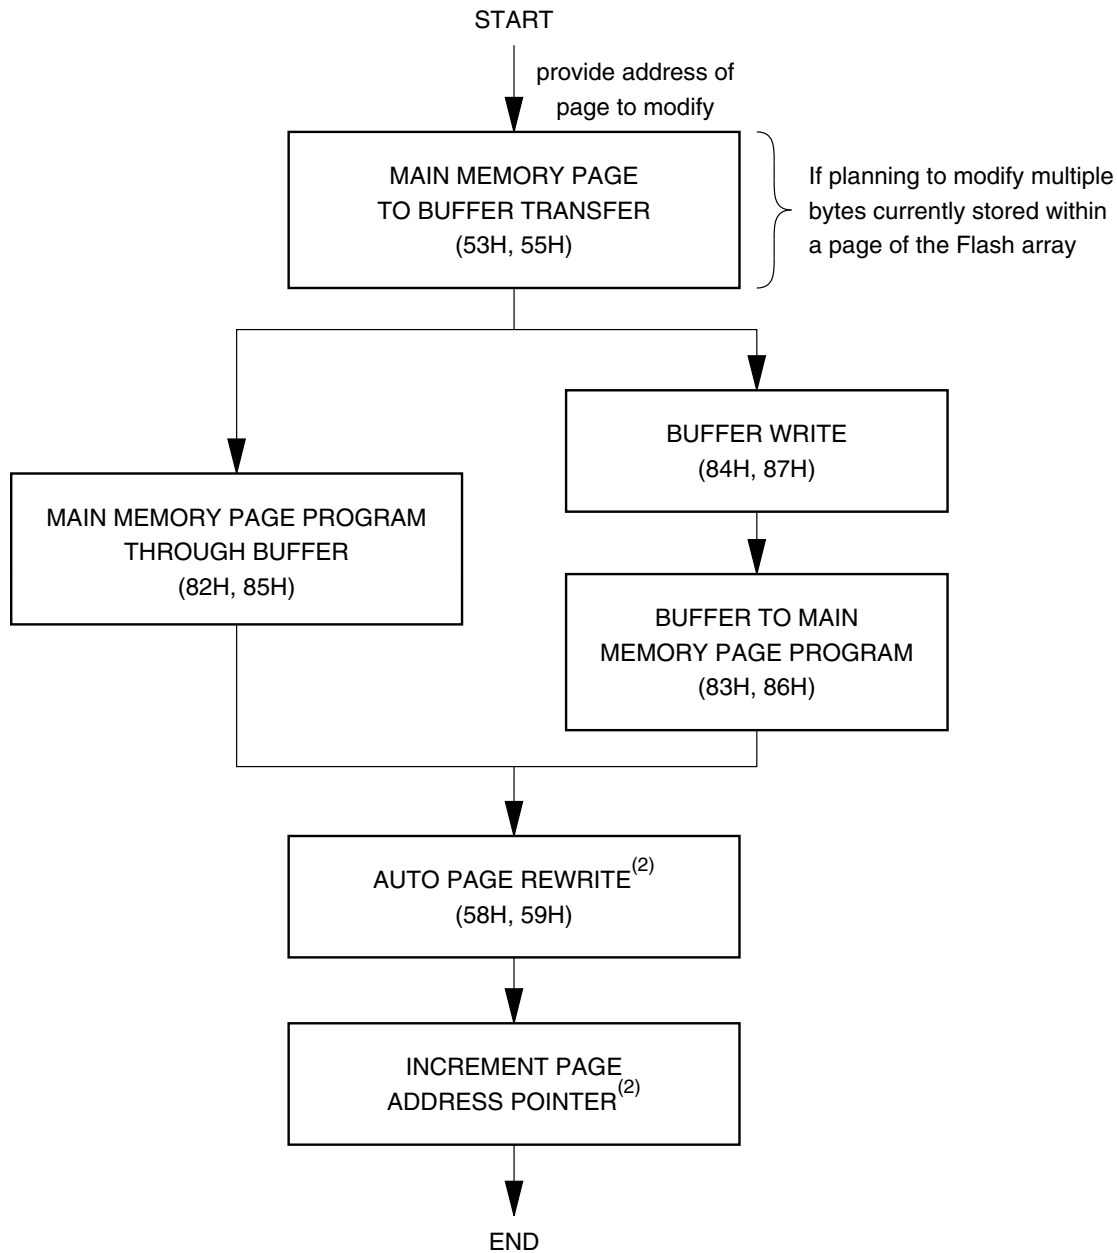 START
provide address of
page to modify
MAIN MEMORY PAGE
TO BUFFER TRANSFER
(53H, 55H)
If planning to modify multiple
bytes currently stored within
a page of the Flash array
BUFFER WRITE
(84H, 87H)
MAIN MEMORY PAGE PROGRAM
THROUGH BUFFER
(82H, 85H)
BUFFER TO MAIN
MEMORY PAGE PROGRAM
(83H, 86H)
AUTO PAGE REWRITE(2)
(58H, 59H)
INCREMENT PAGE
ADDRESS POINTER(2)
END